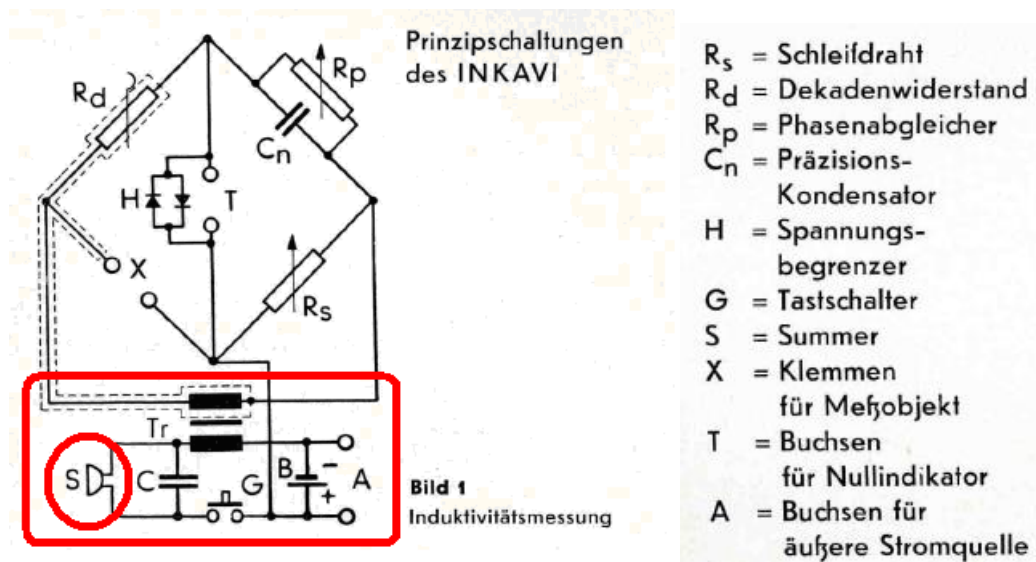 Prinzipschaltungen
des INKAVI
Rd
Rp
Cn
H
T
X
Rs
Tr
S
C
G
B
−
+
A
Bild 1
Induktivitätsmessung
Rs = Schleifdraht
Rd = Dekadenwiderstand
Rp = Phasenabgleicher
Cn = Präzisions-
Kondensator
H = Spannungs-
begrenzer
G = Tastschalter
S = Summer
X = Klemmen
für Meßobjekt
T = Buchsen
für Nullindikator
A = Buchsen für
äußere Stromquelle